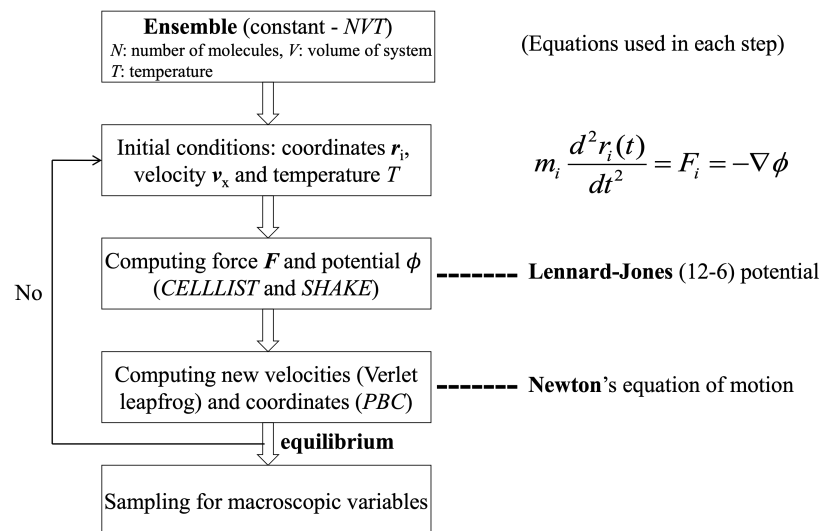 Ensemble (constant - NVT)
N: number of molecules, V: volume of system
T: temperature
(Equations used in each step)
Initial conditions: coordinates rᵢ,
velocity vₓ and temperature T
mᵢ d²rᵢ(t)/dt² = Fᵢ = −∇ϕ
Computing force F and potential ϕ
(CELLLIST and SHAKE)
Lennard-Jones (12-6) potential
No
Computing new velocities (Verlet
leapfrog) and coordinates (PBC)
Newton’s equation of motion
equilibrium
Sampling for macroscopic variables